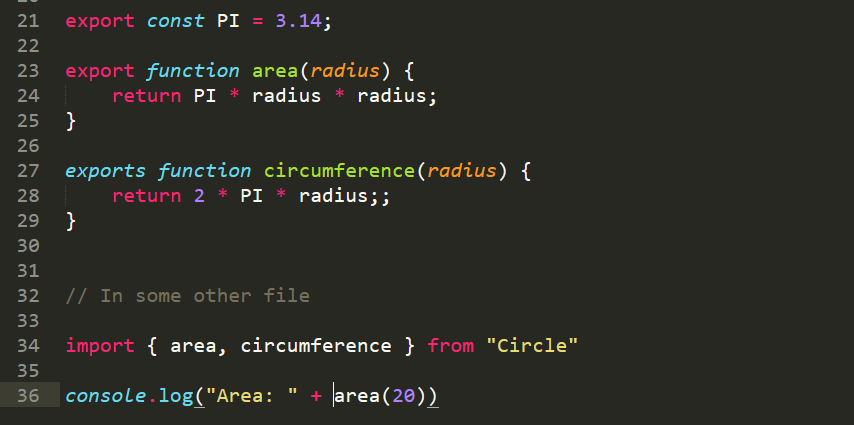 21 export const PI = 3.14;
22
23 export function area(radius) {
24     return PI * radius * radius;
25 }
26
27 exports function circumference(radius) {
28     return 2 * PI * radius;;
29 }
30
31
32 // In some other file
33
34 import { area, circumference } from "Circle"
35
36 console.log("Area: " + area(20))